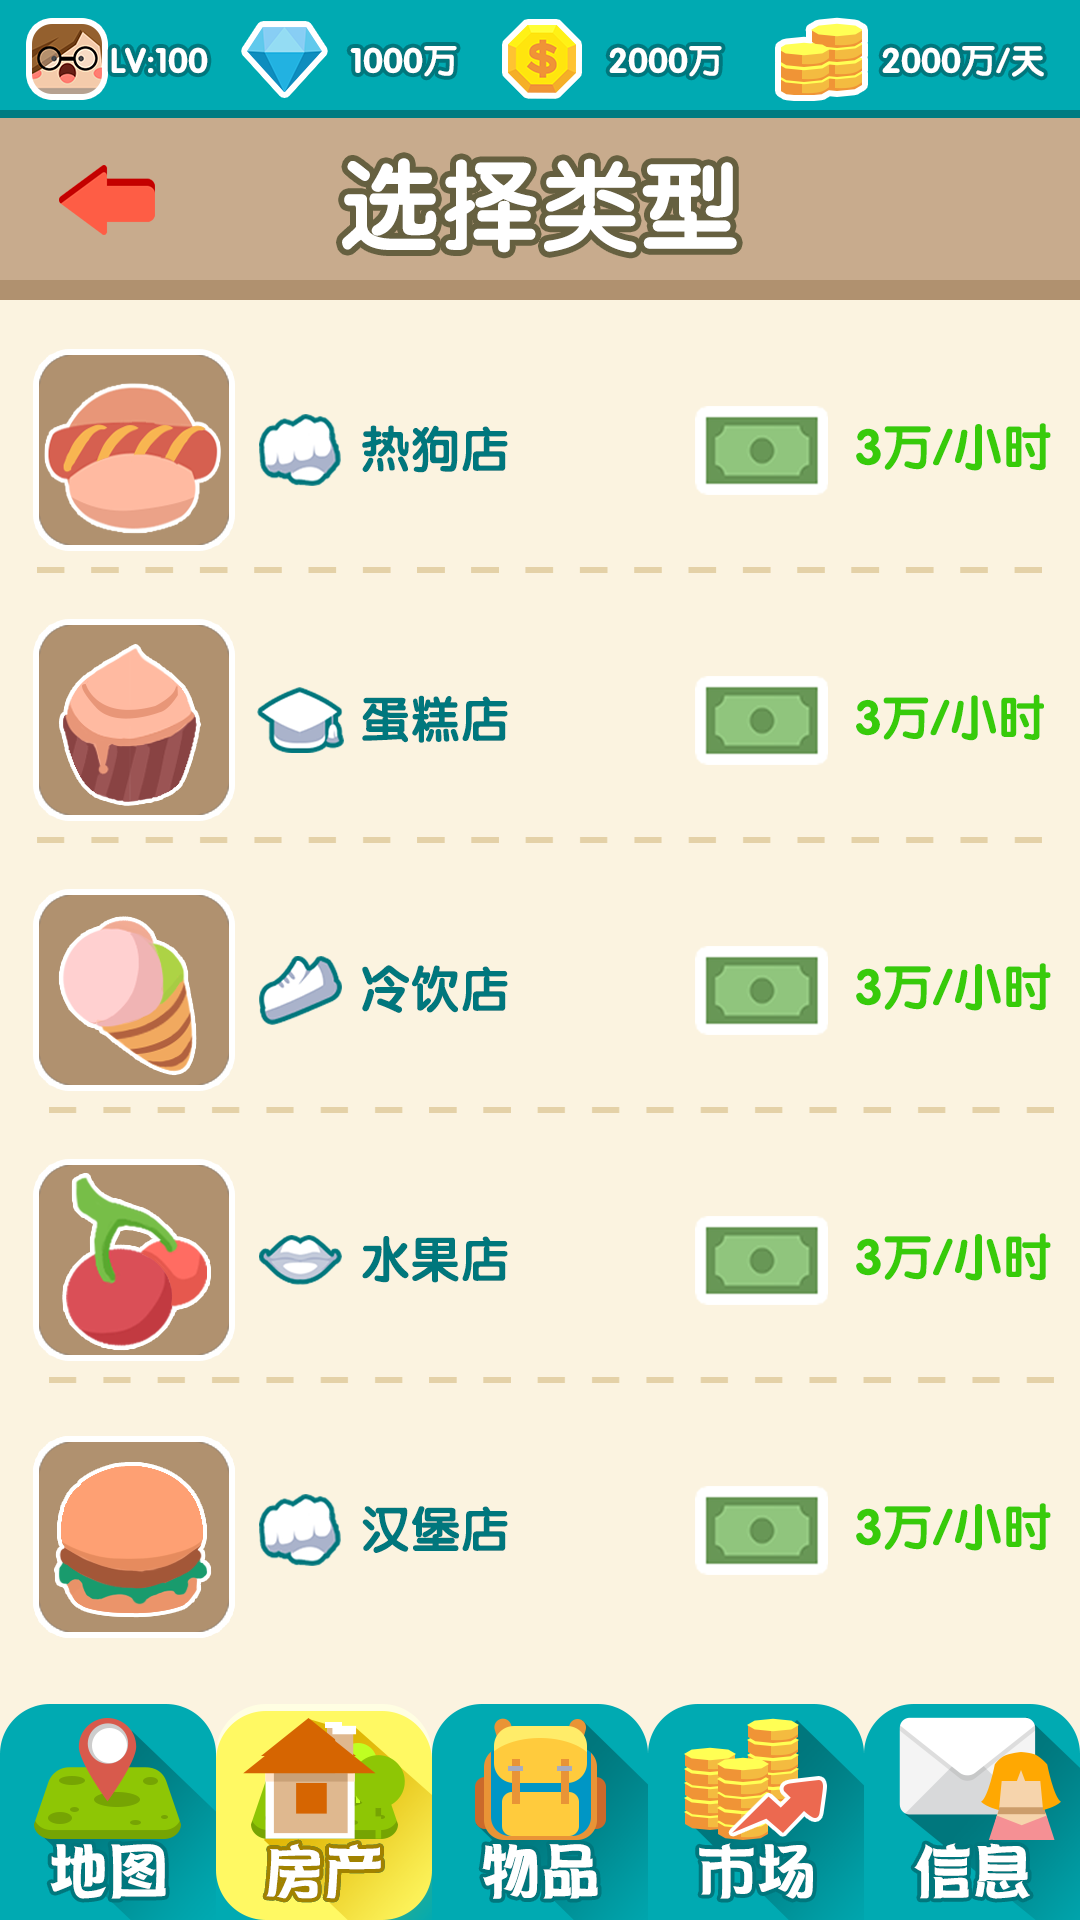 LV:100 1000万 2000万 2000万/天
选择类型
热狗店 3万/小时
蛋糕店 3万/小时
冷饮店 3万/小时
水果店 3万/小时
汉堡店 3万/小时
地图 房产 物品 市场 信息